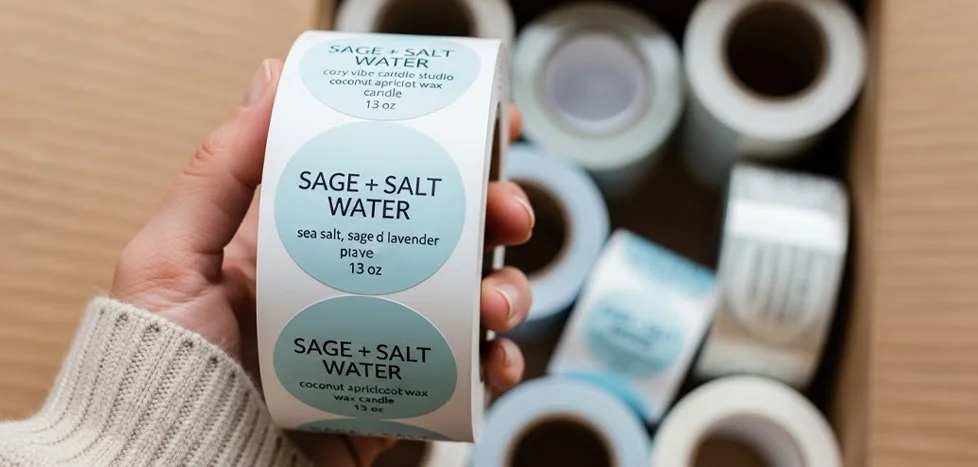 SAGE + SALT
WATER
cozy vibe candle studio
coconut apricot wax
candle
13 oz
SAGE + SALT
WATER
sea salt, sage d lavender
piave
13 oz
SAGE + SALT
WATER
coconut apriclocot wax
wax candle
13 oz